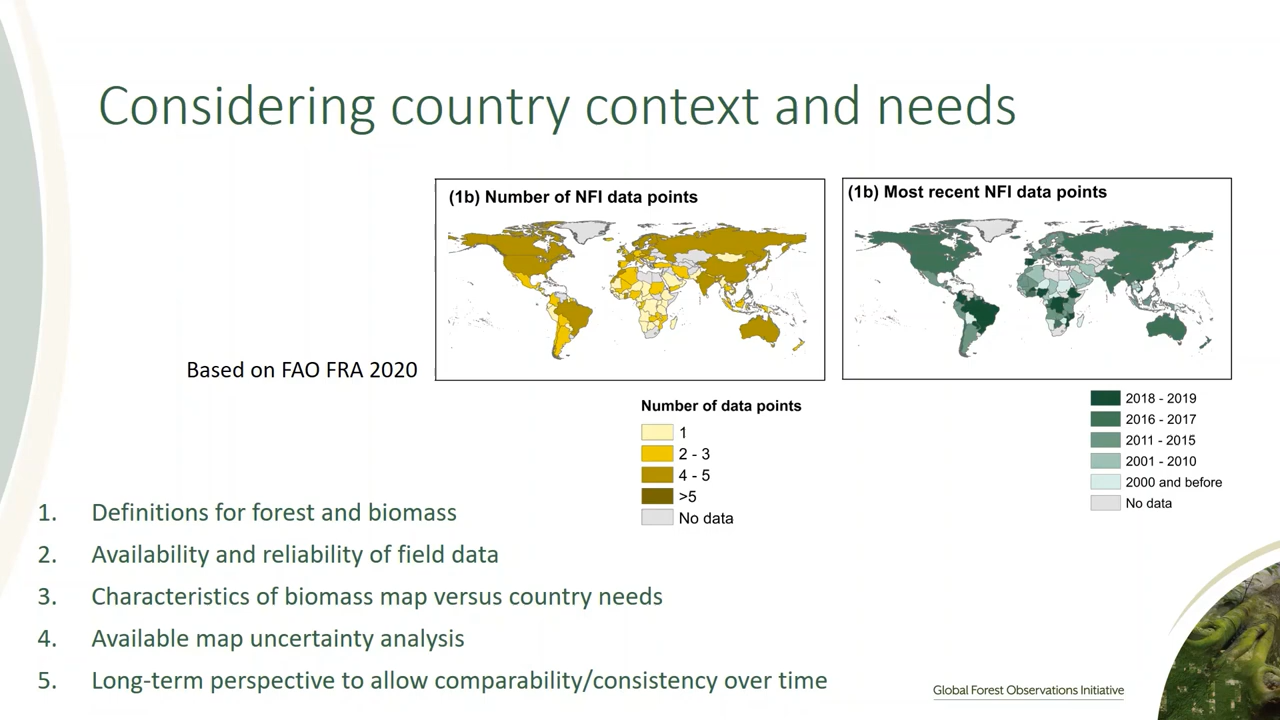 Considering country context and needs
(1b) Number of NFI data points
(1b) Most recent NFI data points
Based on FAO FRA 2020
Number of data points
1
2 - 3
4 - 5
>5
No data
2018 - 2019
2016 - 2017
2011 - 2015
2001 - 2010
2000 and before
No data
1. Definitions for forest and biomass
2. Availability and reliability of field data
3. Characteristics of biomass map versus country needs
4. Available map uncertainty analysis
5. Long-term perspective to allow comparability/consistency over time
Global Forest Observations Initiative